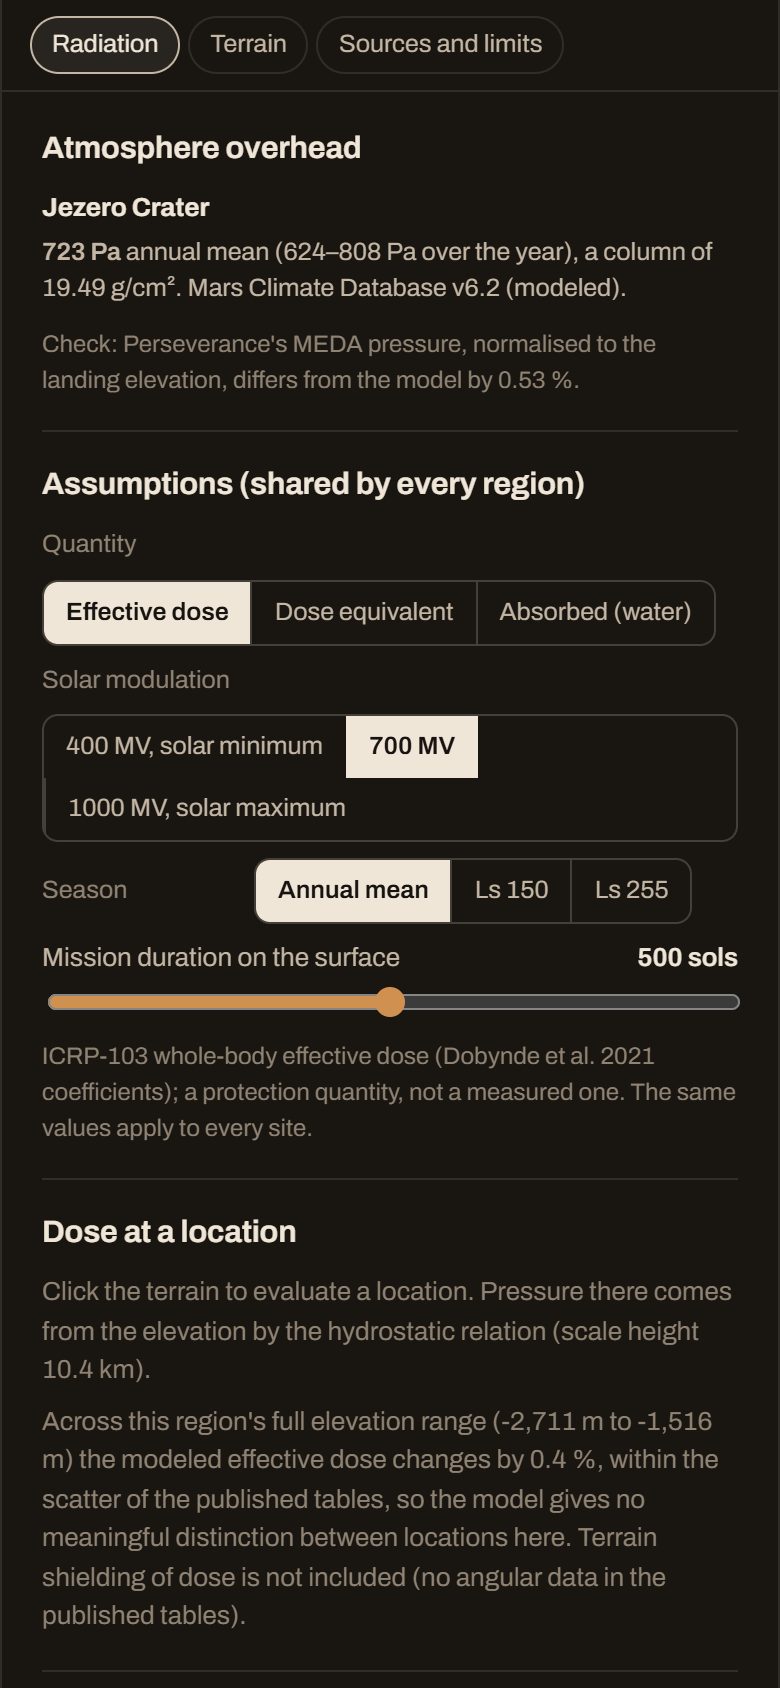 Radiation Terrain Sources and limits
Atmosphere overhead
Jezero Crater
723 Pa annual mean (624–808 Pa over the year), a column of
19.49 g/cm². Mars Climate Database v6.2 (modeled).
Check: Perseverance's MEDA pressure, normalised to the
landing elevation, differs from the model by 0.53 %.
Assumptions (shared by every region)
Quantity
Effective dose Dose equivalent Absorbed (water)
Solar modulation
400 MV, solar minimum 700 MV
1000 MV, solar maximum
Season Annual mean Ls 150 Ls 255
Mission duration on the surface 500 sols
ICRP-103 whole-body effective dose (Dobynde et al. 2021
coefficients); a protection quantity, not a measured one. The same
values apply to every site.
Dose at a location
Click the terrain to evaluate a location. Pressure there comes
from the elevation by the hydrostatic relation (scale height
10.4 km).
Across this region's full elevation range (-2,711 m to -1,516
m) the modeled effective dose changes by 0.4 %, within the
scatter of the published tables, so the model gives no
meaningful distinction between locations here. Terrain
shielding of dose is not included (no angular data in the
published tables).